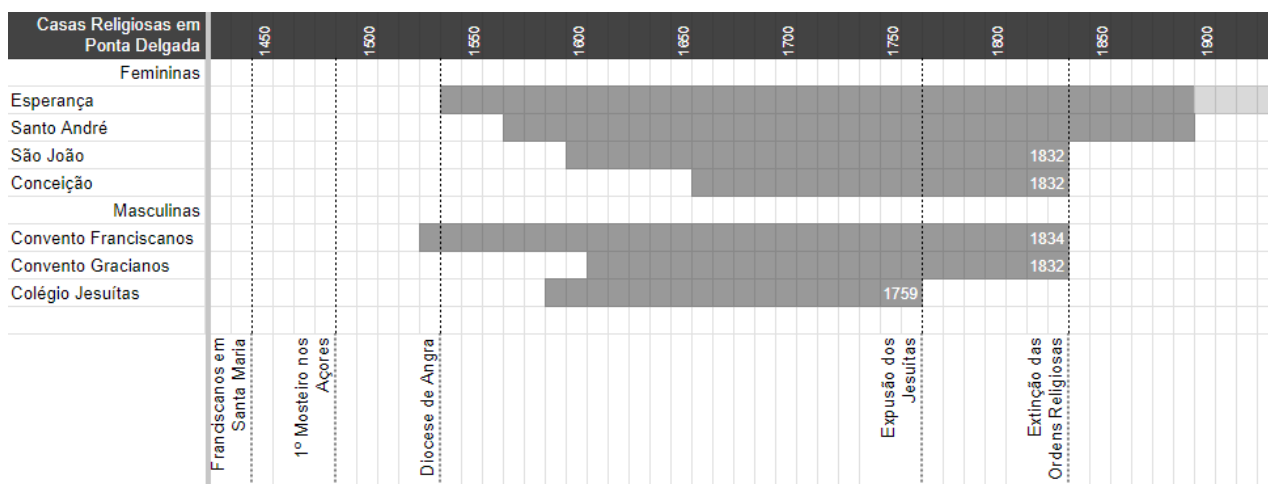 Casas Religiosas em
Ponta Delgada
1450
1500
1550
1600
1650
1700
1750
1800
1850
1900
Femininas
Esperança
Santo André
São João
1832
Conceição
1832
Masculinas
Convento Franciscanos
1834
Convento Gracianos
1832
Colégio Jesuítas
1759
Franciscanos em
Santa Maria
1º Mosteiro nos
Açores
Diocese de Angra
Expusão dos
Jesuítas
Extinção das
Ordens Religiosas